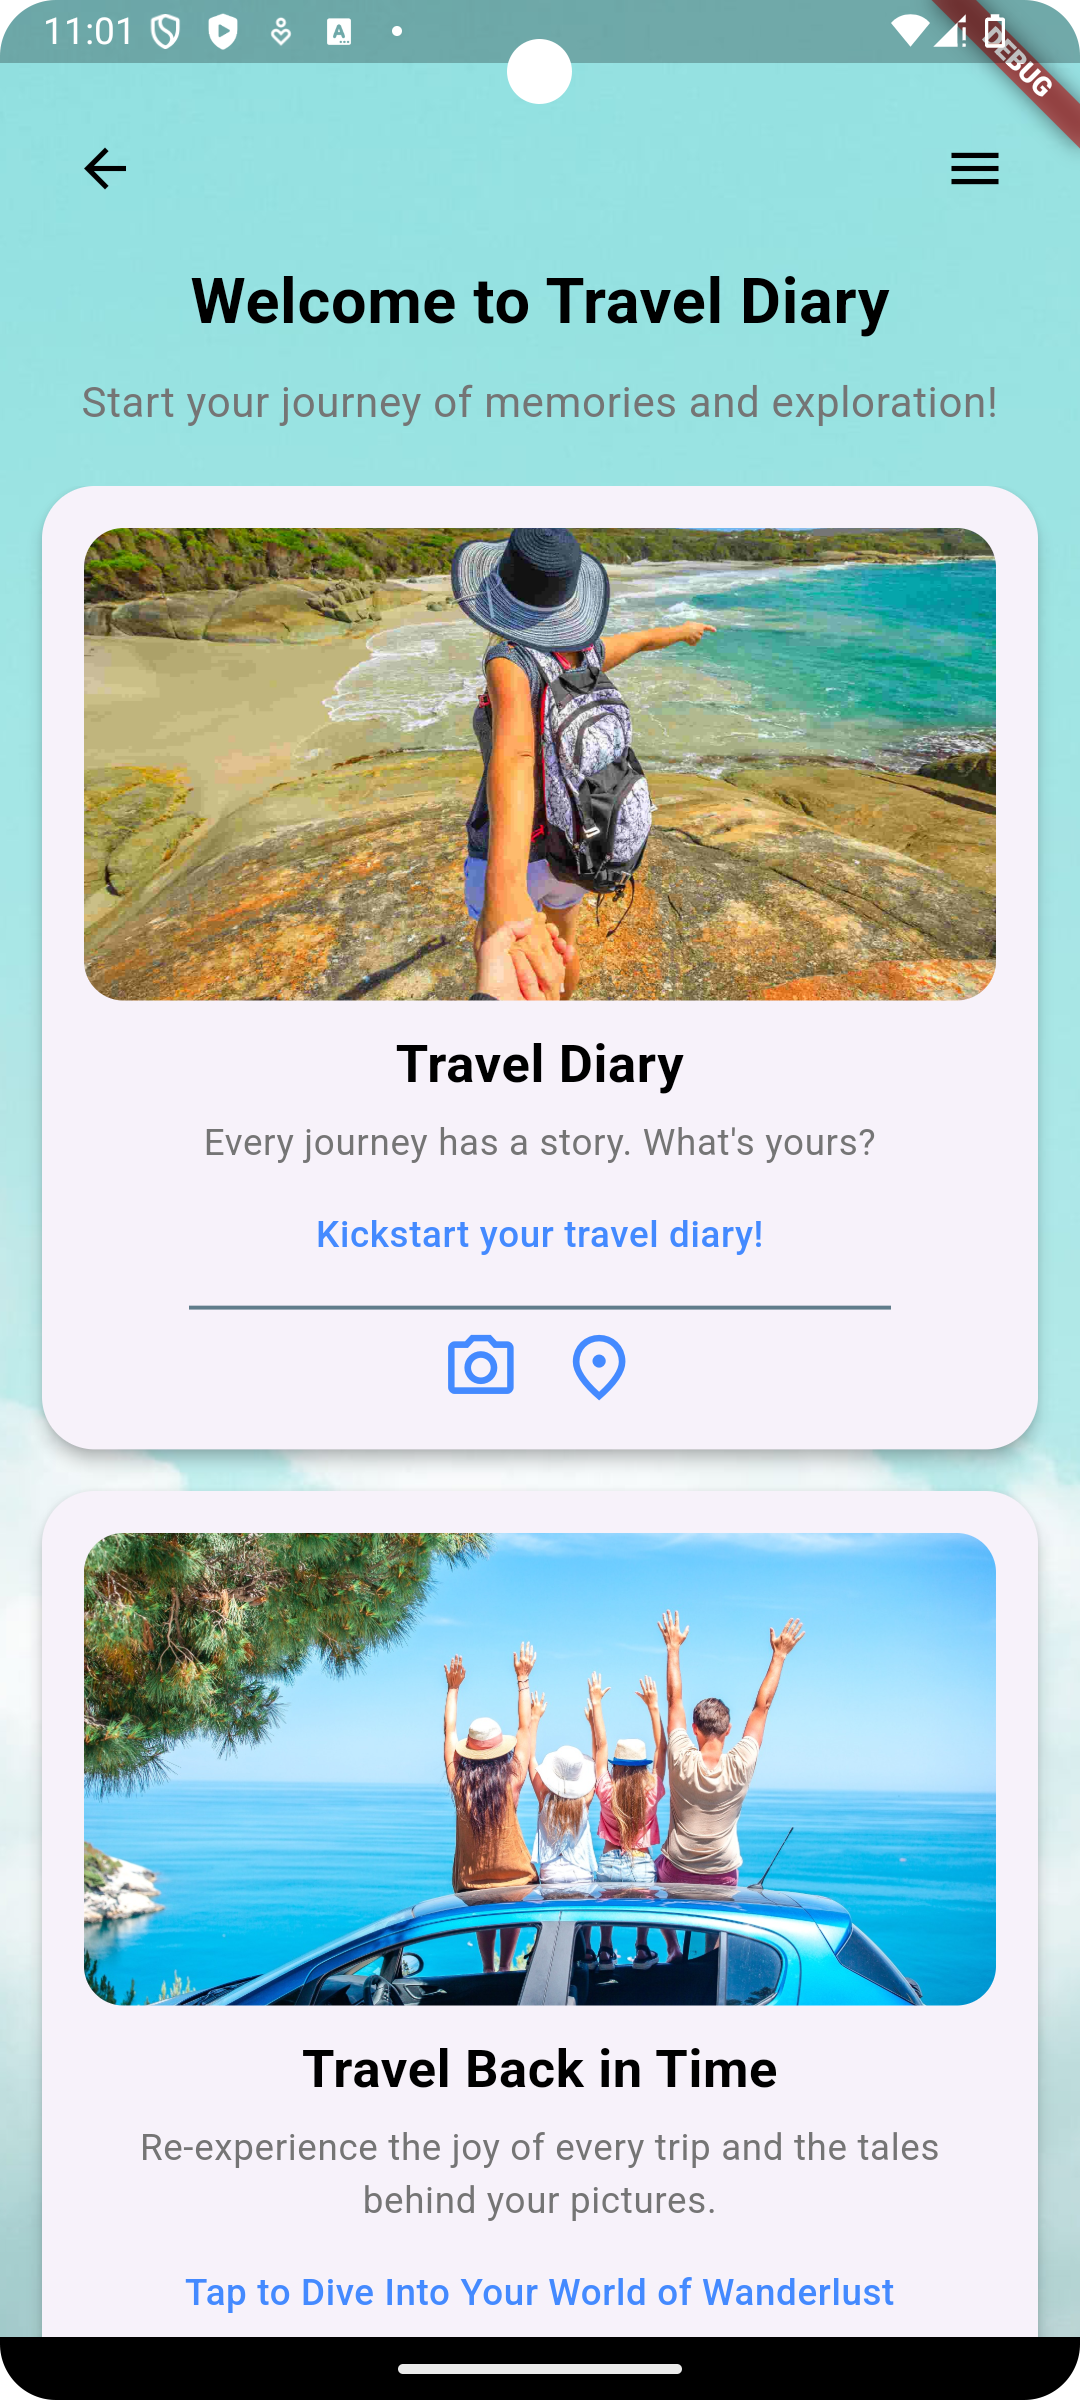 11:01
DEBUG
Welcome to Travel Diary
Start your journey of memories and exploration!
Travel Diary
Every journey has a story. What's yours?
Kickstart your travel diary!
Travel Back in Time
Re-experience the joy of every trip and the tales
behind your pictures.
Tap to Dive Into Your World of Wanderlust